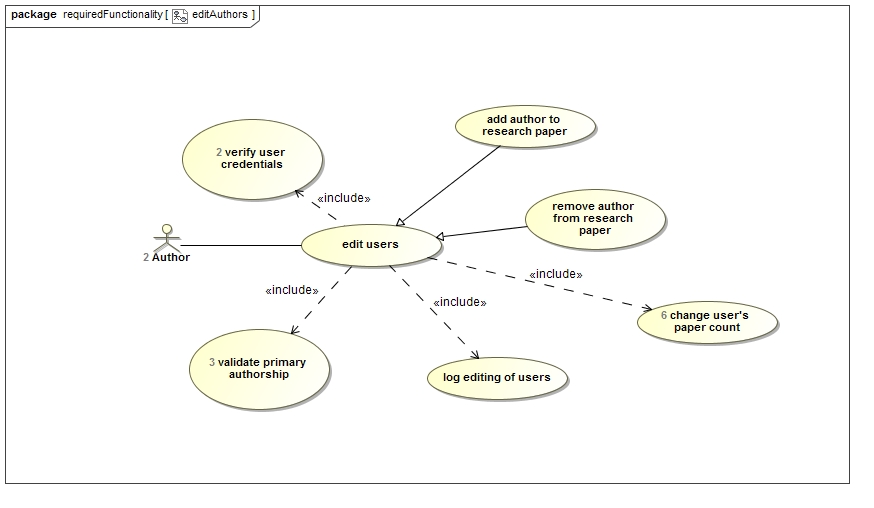 package requiredFunctionality [ editAuthors ]
add author to
research paper
2 verify user
credentials
«include»
remove author
from research
paper
edit users
2 Author
«include»
«include»
«include»
6 change user's
paper count
3 validate primary
authorship
log editing of users